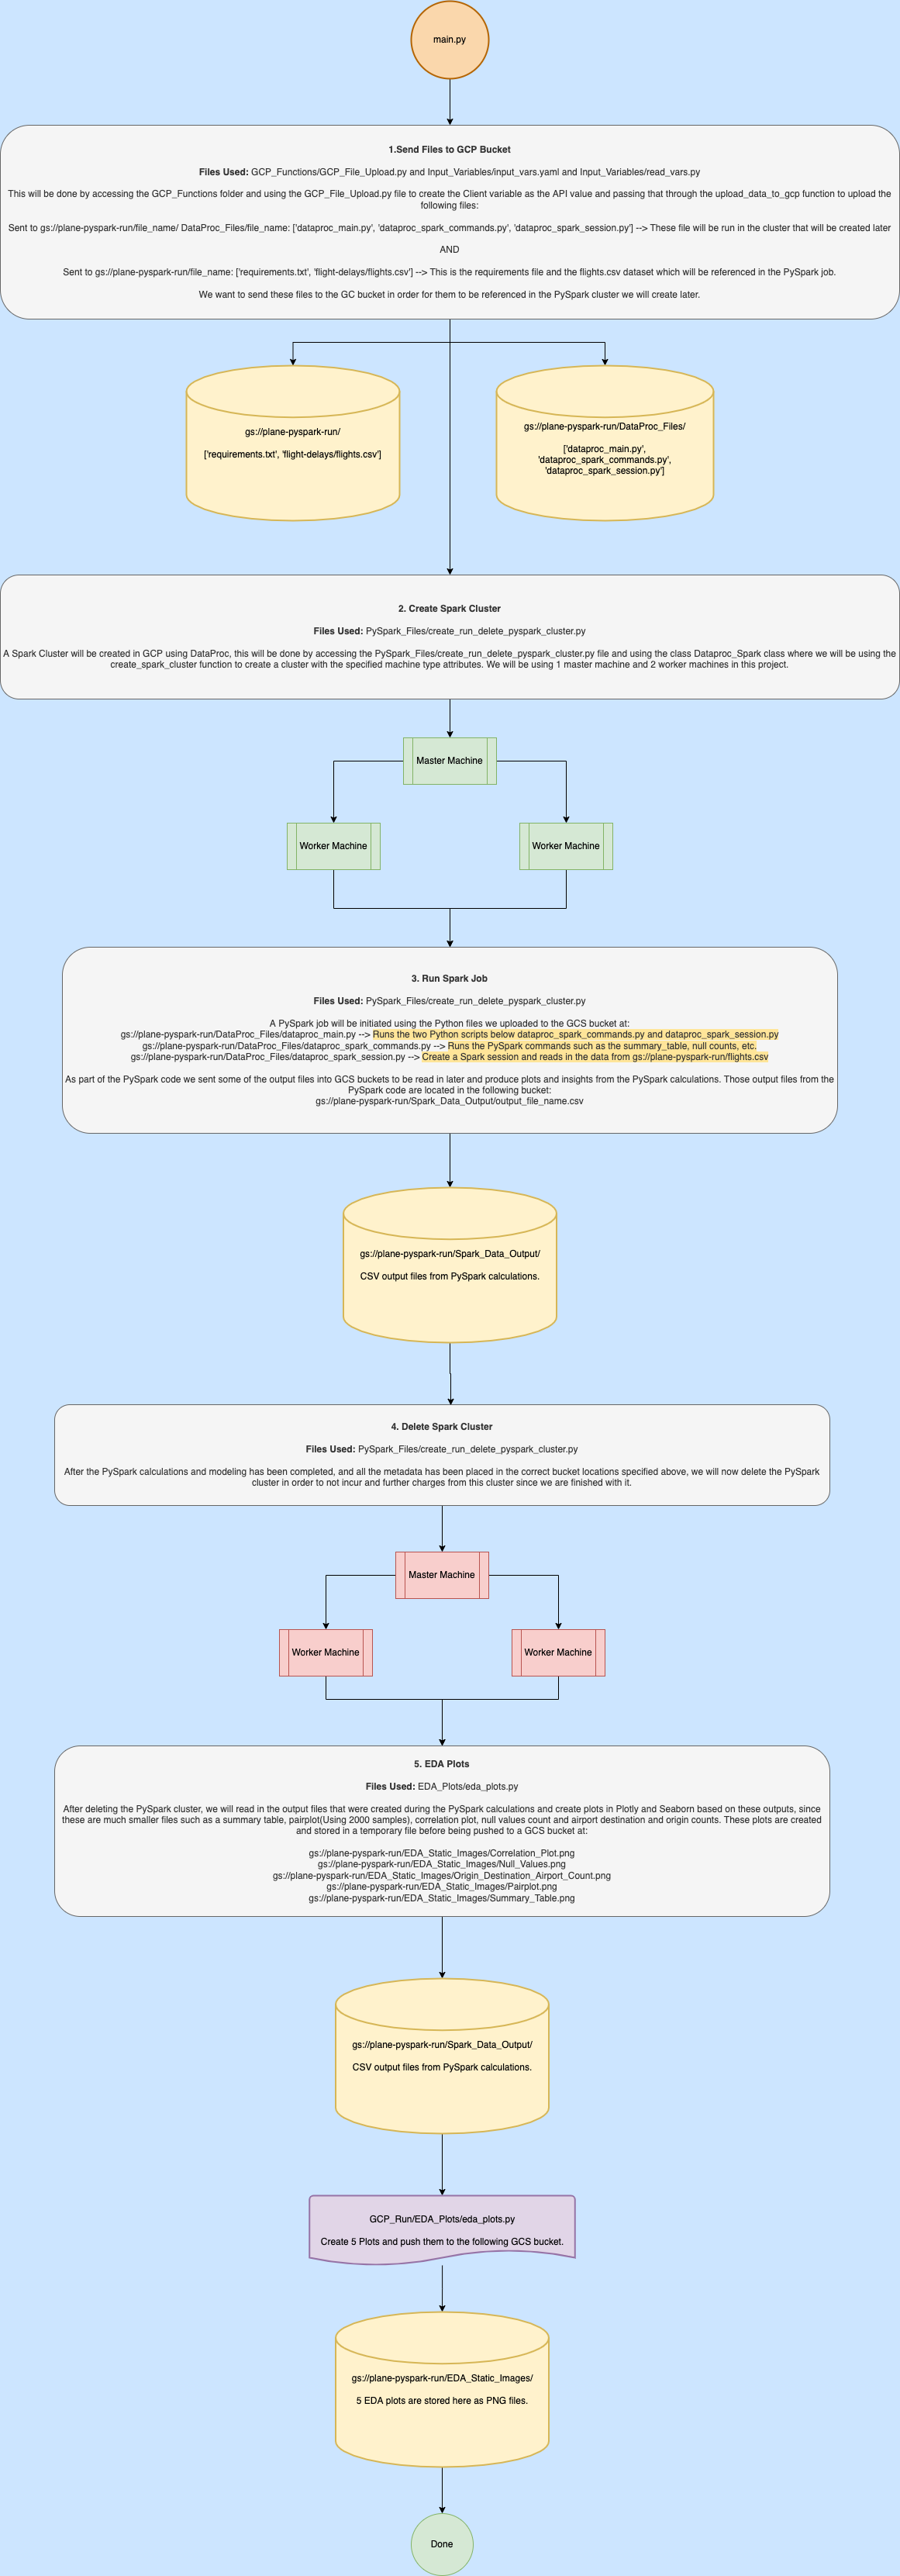 main.py
1.Send Files to GCP Bucket
Files Used: GCP_Functions/GCP_File_Upload.py and Input_Variables/input_vars.yaml and Input_Variables/read_vars.py
This will be done by accessing the GCP_Functions folder and using the GCP_File_Upload.py file to create the Client variable as the API value and passing that through the upload_data_to_gcp function to upload the
following files:
Sent to gs://plane-pyspark-run/file_name/ DataProc_Files/file_name: ['dataproc_main.py', 'dataproc_spark_commands.py', 'dataproc_spark_session.py'] --> These file will be run in the cluster that will be created later
AND
Sent to gs://plane-pyspark-run/file_name: ['requirements.txt', 'flight-delays/flights.csv'] --> This is the requirements file and the flights.csv dataset which will be referenced in the PySpark job.
We want to send these files to the GC bucket in order for them to be referenced in the PySpark cluster we will create later.
gs://plane-pyspark-run/
['requirements.txt', 'flight-delays/flights.csv']
gs://plane-pyspark-run/DataProc_Files/
['dataproc_main.py',
'dataproc_spark_commands.py',
'dataproc_spark_session.py']
2. Create Spark Cluster
Files Used: PySpark_Files/create_run_delete_pyspark_cluster.py
A Spark Cluster will be created in GCP using DataProc, this will be done by accessing the PySpark_Files/create_run_delete_pyspark_cluster.py file and using the class Dataproc_Spark class where we will be using the
create_spark_cluster function to create a cluster with the specified machine type attributes. We will be using 1 master machine and 2 worker machines in this project.
Master Machine
Worker Machine
Worker Machine
3. Run Spark Job
Files Used: PySpark_Files/create_run_delete_pyspark_cluster.py
A PySpark job will be initiated using the Python files we uploaded to the GCS bucket at:
gs://plane-pyspark-run/DataProc_Files/dataproc_main.py --> Runs the two Python scripts below dataproc_spark_commands.py and dataproc_spark_session.py
gs://plane-pyspark-run/DataProc_Files/dataproc_spark_commands.py --> Runs the PySpark commands such as the summary_table, null counts, etc.
gs://plane-pyspark-run/DataProc_Files/dataproc_spark_session.py --> Create a Spark session and reads in the data from gs://plane-pyspark-run/flights.csv
As part of the PySpark code we sent some of the output files into GCS buckets to be read in later and produce plots and insights from the PySpark calculations. Those output files from the
PySpark code are located in the following bucket:
gs://plane-pyspark-run/Spark_Data_Output/output_file_name.csv
gs://plane-pyspark-run/Spark_Data_Output/
CSV output files from PySpark calculations.
4. Delete Spark Cluster
Files Used: PySpark_Files/create_run_delete_pyspark_cluster.py
After the PySpark calculations and modeling has been completed, and all the metadata has been placed in the correct bucket locations specified above, we will now delete the PySpark
cluster in order to not incur and further charges from this cluster since we are finished with it.
Master Machine
Worker Machine
Worker Machine
5. EDA Plots
Files Used: EDA_Plots/eda_plots.py
After deleting the PySpark cluster, we will read in the output files that were created during the PySpark calculations and create plots in Plotly and Seaborn based on these outputs, since
these are much smaller files such as a summary table, pairplot(Using 2000 samples), correlation plot, null values count and airport destination and origin counts. These plots are created
and stored in a temporary file before being pushed to a GCS bucket at:
gs://plane-pyspark-run/EDA_Static_Images/Correlation_Plot.png
gs://plane-pyspark-run/EDA_Static_Images/Null_Values.png
gs://plane-pyspark-run/EDA_Static_Images/Origin_Destination_Airport_Count.png
gs://plane-pyspark-run/EDA_Static_Images/Pairplot.png
gs://plane-pyspark-run/EDA_Static_Images/Summary_Table.png
gs://plane-pyspark-run/Spark_Data_Output/
CSV output files from PySpark calculations.
GCP_Run/EDA_Plots/eda_plots.py
Create 5 Plots and push them to the following GCS bucket.
gs://plane-pyspark-run/EDA_Static_Images/
5 EDA plots are stored here as PNG files.
Done